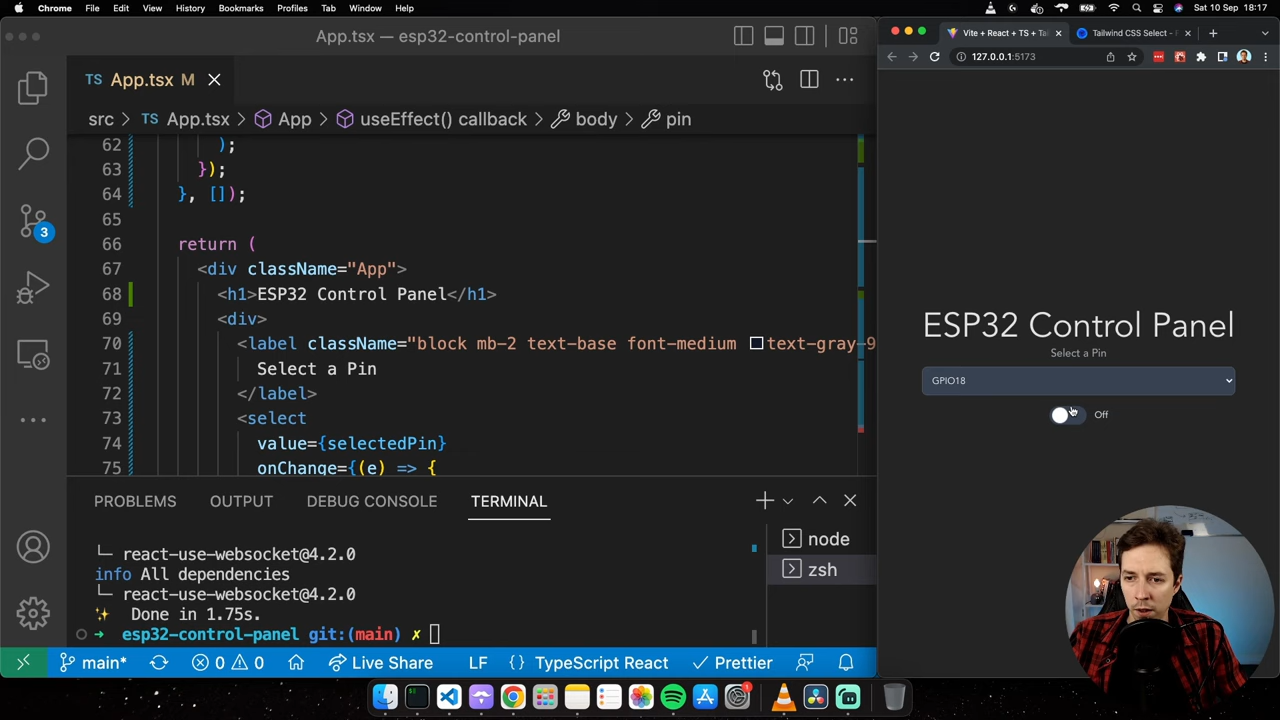 Chrome File Edit View History Bookmarks Profiles Tab Window Help
Sat 10 Sep 18:17
App.tsx — esp32-control-panel
TS App.tsx M
src > TS App.tsx > App > useEffect() callback > body > pin
62 );
63 });
64 }, []);
65
66 return (
67 <div className="App">
68 <h1>ESP32 Control Panel</h1>
69 <div>
70 <label className="block mb-2 text-base font-medium text-gray-9
71 Select a Pin
72 </label>
73 <select
74 value={selectedPin}
75 onChange={(e) => {
3
PROBLEMS OUTPUT DEBUG CONSOLE TERMINAL
└─ react-use-websocket@4.2.0
info All dependencies
└─ react-use-websocket@4.2.0
✨ Done in 1.75s.
➜ esp32-control-panel git:(main) ✗
node
zsh
main* 0 0 Live Share LF {} TypeScript React Prettier
Vite + React + TS + Ta
Tailwind CSS Select -
127.0.0.1:5173
ESP32 Control Panel
Select a Pin
GPIO18
Off
1